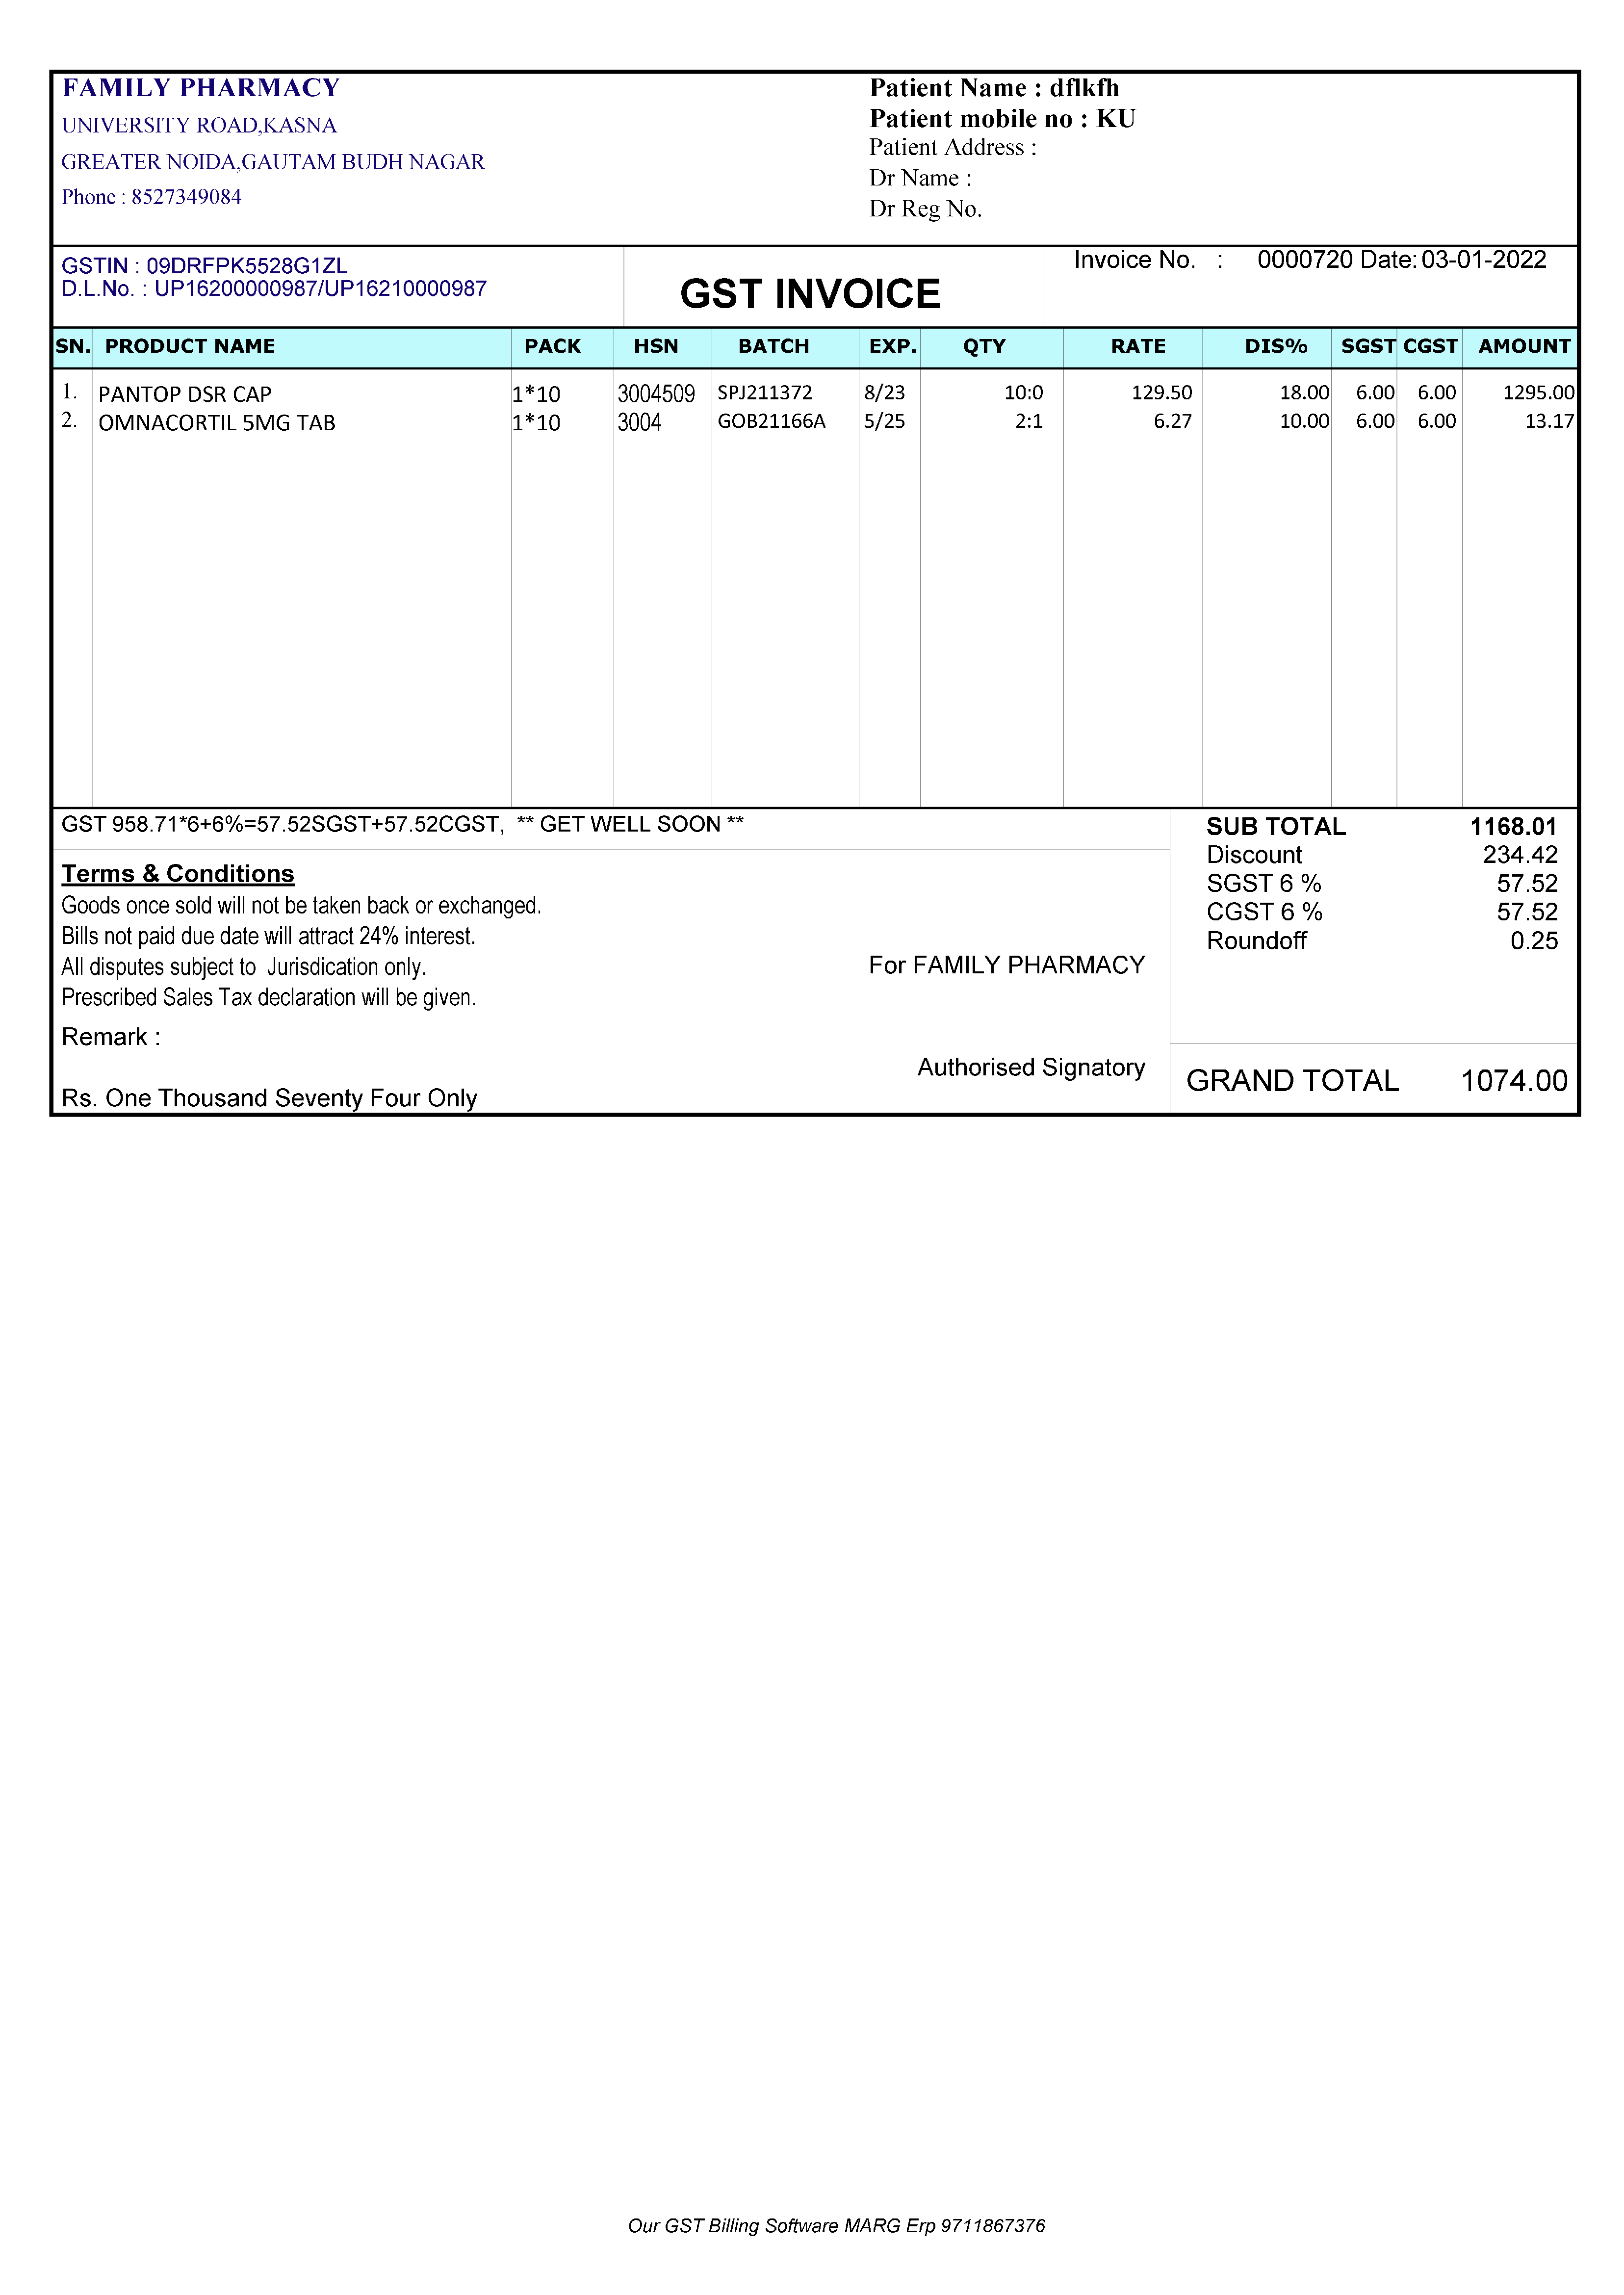 FAMILY PHARMACY
UNIVERSITY ROAD,KASNA
GREATER NOIDA,GAUTAM BUDH NAGAR
Phone : 8527349084
Patient Name : dflkfh
Patient mobile no : KU
Patient Address :
Dr Name :
Dr Reg No.
GSTIN : 09DRFPK5528G1ZL
D.L.No. : UP16200000987/UP16210000987
GST INVOICE
Invoice No. : 0000720 Date: 03-01-2022
SN. PRODUCT NAME PACK HSN BATCH EXP. QTY RATE DIS% SGST CGST AMOUNT
1. PANTOP DSR CAP 1*10 3004509 SPJ211372 8/23 10:0 129.50 18.00 6.00 6.00 1295.00
2. OMNACORTIL 5MG TAB 1*10 3004 GOB21166A 5/25 2:1 6.27 10.00 6.00 6.00 13.17
GST 958.71*6+6%=57.52SGST+57.52CGST, ** GET WELL SOON **
Terms & Conditions
Goods once sold will not be taken back or exchanged.
Bills not paid due date will attract 24% interest.
All disputes subject to Jurisdication only.
Prescribed Sales Tax declaration will be given.
Remark :
Rs. One Thousand Seventy Four Only
For FAMILY PHARMACY
Authorised Signatory
SUB TOTAL 1168.01
Discount 234.42
SGST 6 % 57.52
CGST 6 % 57.52
Roundoff 0.25
GRAND TOTAL 1074.00
Our GST Billing Software MARG Erp 9711867376